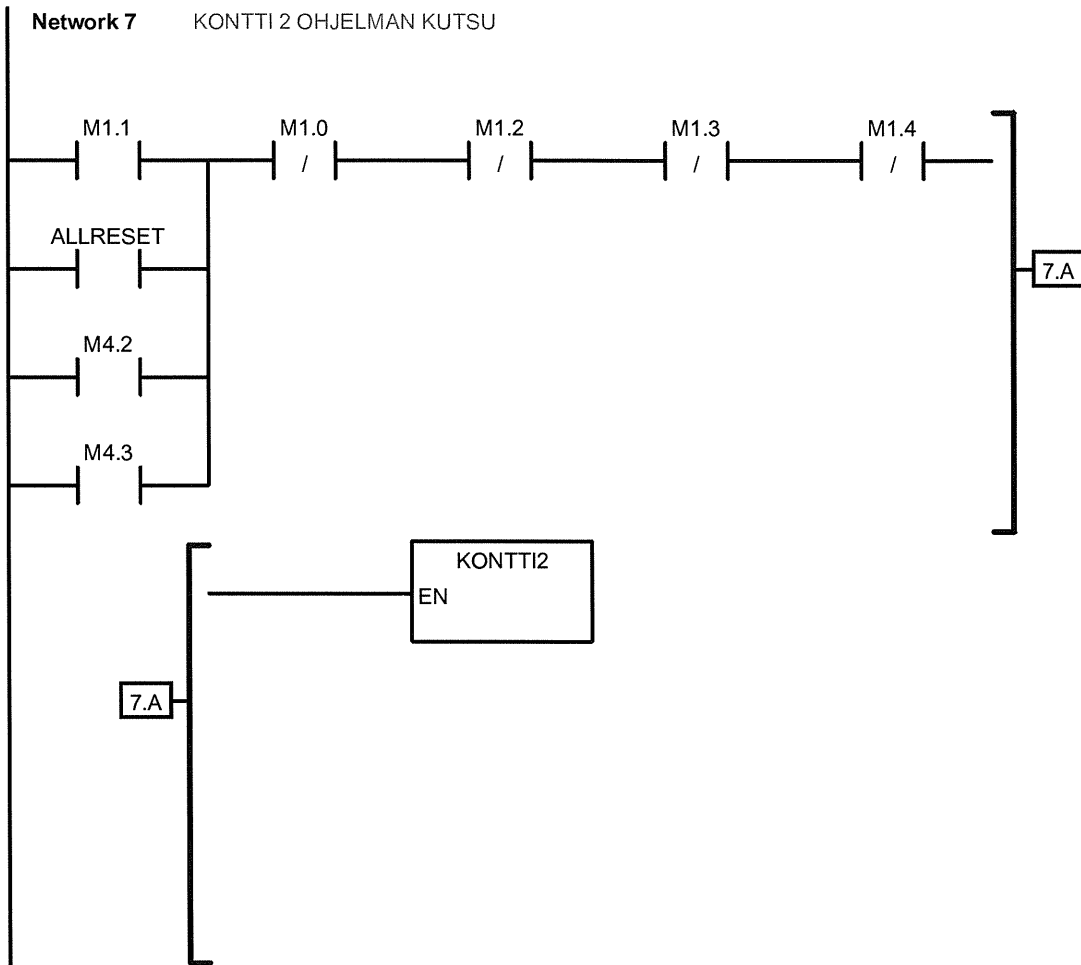 Network 7 KONTTI 2 OHJELMAN KUTSU
M1.1 M1.0 M1.2 M1.3 M1.4
/ / / /
ALLRESET
7.A
M4.2
M4.3
KONTTI2
EN
7.A